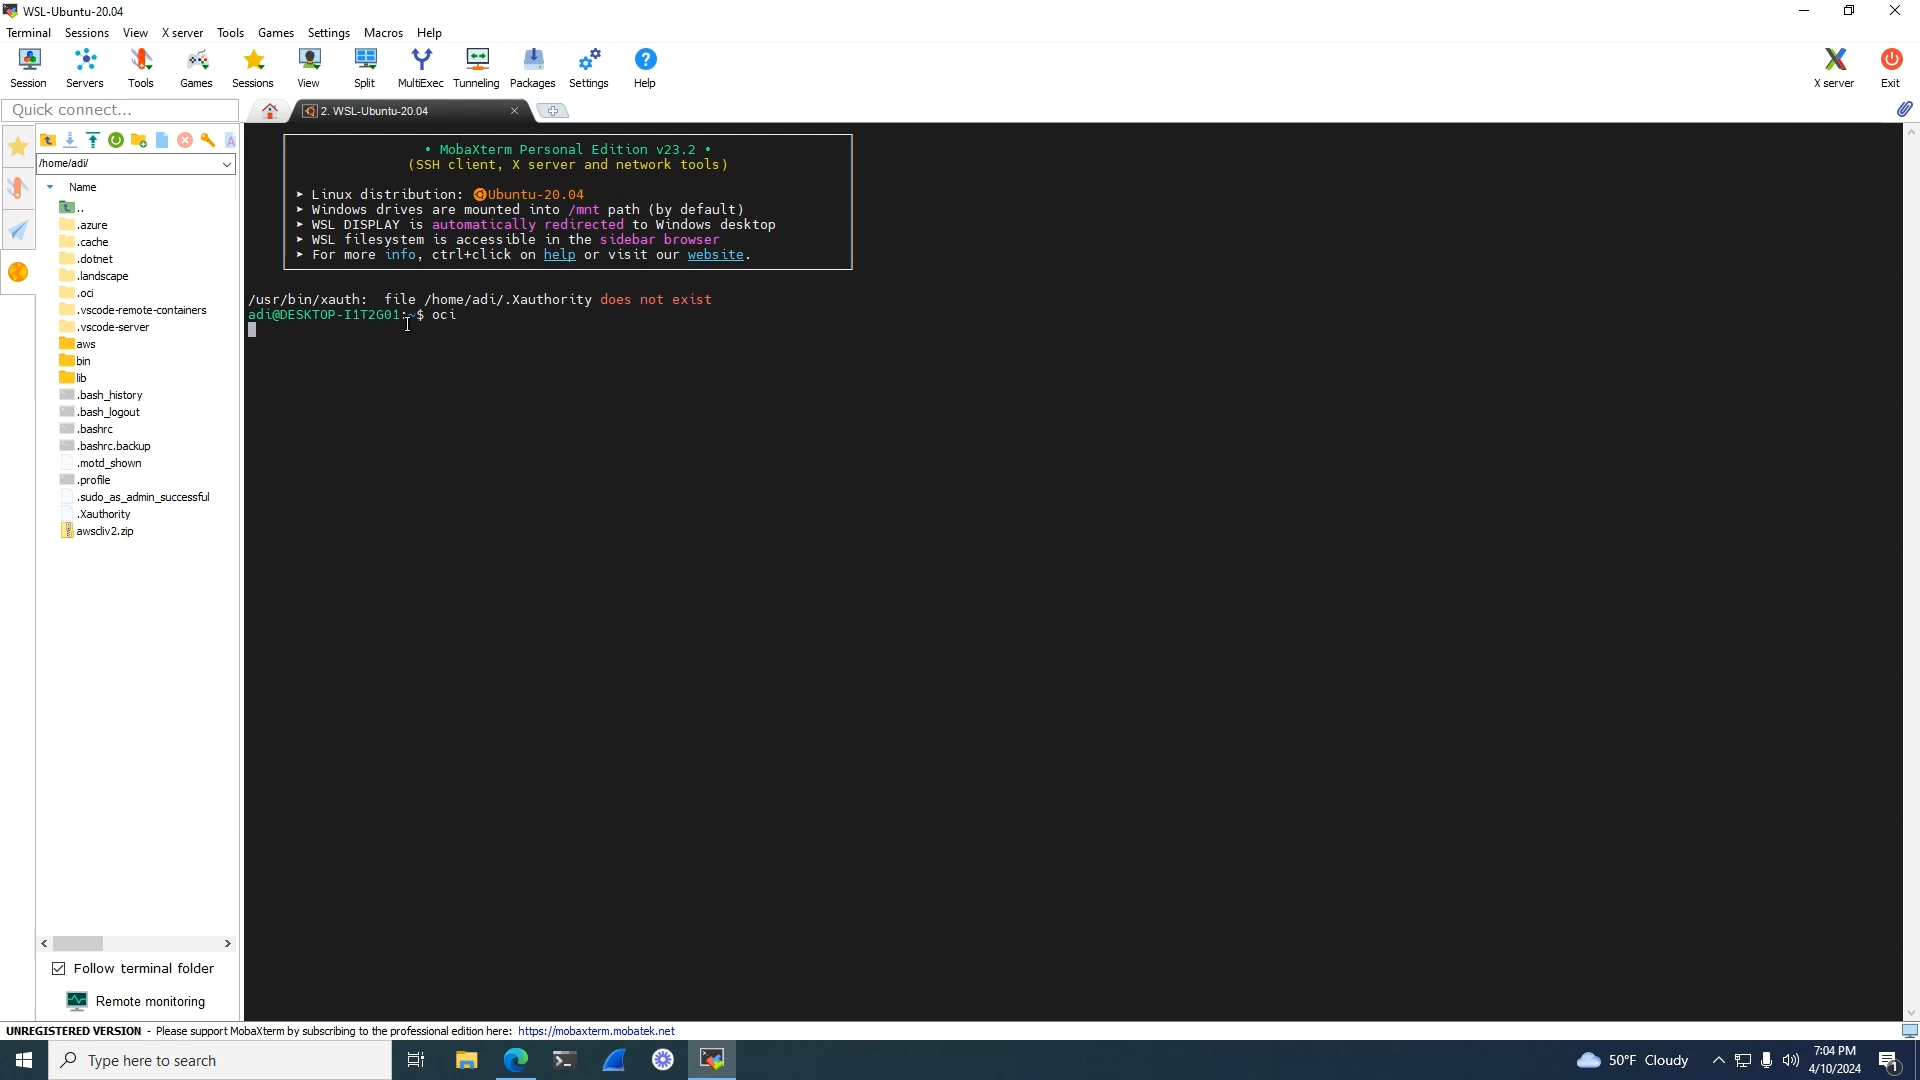 WSL-Ubuntu-20.04
Terminal Sessions View X server Tools Games Settings Macros Help
Session Servers Tools Games Sessions View Split MultiExec Tunneling Packages Settings Help X server Exit
Quick connect...
2. WSL-Ubuntu-20.04
/home/adi/
Name
..
.azure
.cache
.dotnet
.landscape
.oci
.vscode-remote-containers
.vscode-server
aws
bin
lib
.bash_history
.bash_logout
.bashrc
.bashrc.backup
.motd_shown
.profile
.sudo_as_admin_successful
.Xauthority
awscliv2.zip
Follow terminal folder
Remote monitoring
• MobaXterm Personal Edition v23.2 •
(SSH client, X server and network tools)
➤ Linux distribution: Ubuntu-20.04
➤ Windows drives are mounted into /mnt path (by default)
➤ WSL DISPLAY is automatically redirected to Windows desktop
➤ WSL filesystem is accessible in the sidebar browser
➤ For more info, ctrl+click on help or visit our website.
/usr/bin/xauth:  file /home/adi/.Xauthority does not exist
adi@DESKTOP-I1T2G01:~$ oci
UNREGISTERED VERSION - Please support MobaXterm by subscribing to the professional edition here: https://mobaxterm.mobatek.net
Type here to search
50°F Cloudy
7:04 PM
4/10/2024
1